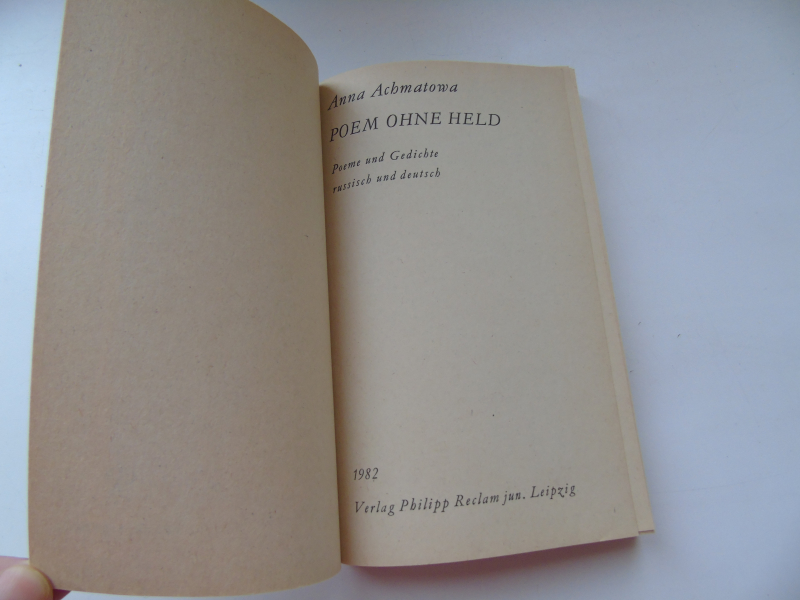 Anna Achmatowa
POEM OHNE HELD
Poeme und Gedichte
russisch und deutsch
1982
Verlag Philipp Reclam jun. Leipzig